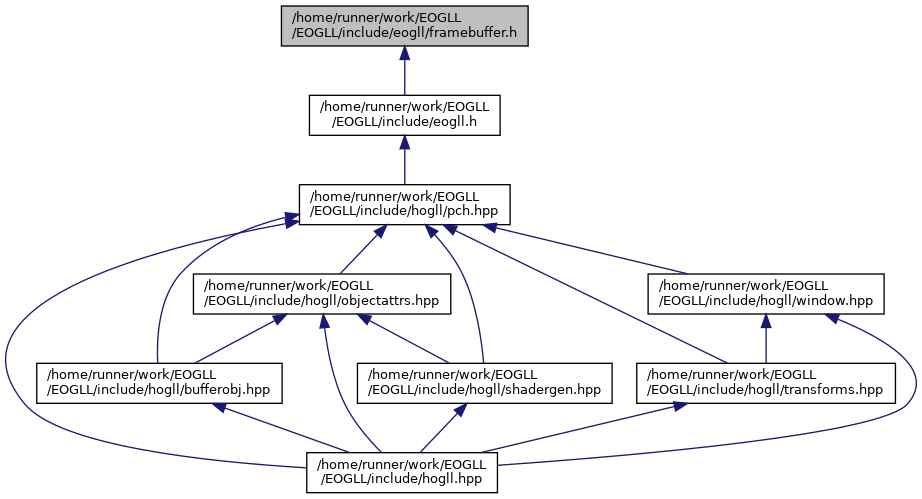 /home/runner/work/EOGLL
/EOGLL/include/eogll/framebuffer.h
/home/runner/work/EOGLL
/EOGLL/include/eogll.h
/home/runner/work/EOGLL
/EOGLL/include/hogll/pch.hpp
/home/runner/work/EOGLL
/EOGLL/include/hogll/objectattrs.hpp
/home/runner/work/EOGLL
/EOGLL/include/hogll/window.hpp
/home/runner/work/EOGLL
/EOGLL/include/hogll/bufferobj.hpp
/home/runner/work/EOGLL
/EOGLL/include/hogll/shadergen.hpp
/home/runner/work/EOGLL
/EOGLL/include/hogll/transforms.hpp
/home/runner/work/EOGLL
/EOGLL/include/hogll.hpp